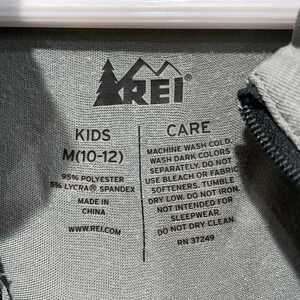 REI
KIDS
M(10-12)
95% POLYESTER
5% LYCRA® SPANDEX
MADE IN
CHINA
WWW.REI.COM
CARE
MACHINE WASH COLD.
WASH DARK COLORS
SEPARATELY. DO NOT
USE BLEACH OR FABRIC
SOFTENERS. TUMBLE
DRY LOW. DO NOT IRON.
NOT INTENDED FOR
SLEEPWEAR.
DO NOT DRY CLEAN.
RN 37249